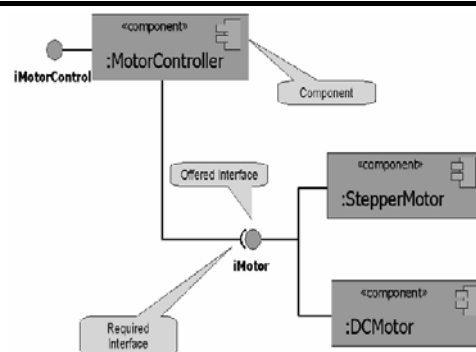 «component»
:MotorController
iMotorControl
Component
Offered Interface
«component»
:StepperMotor
iMotor
Required
Interface
«component»
:DCMotor